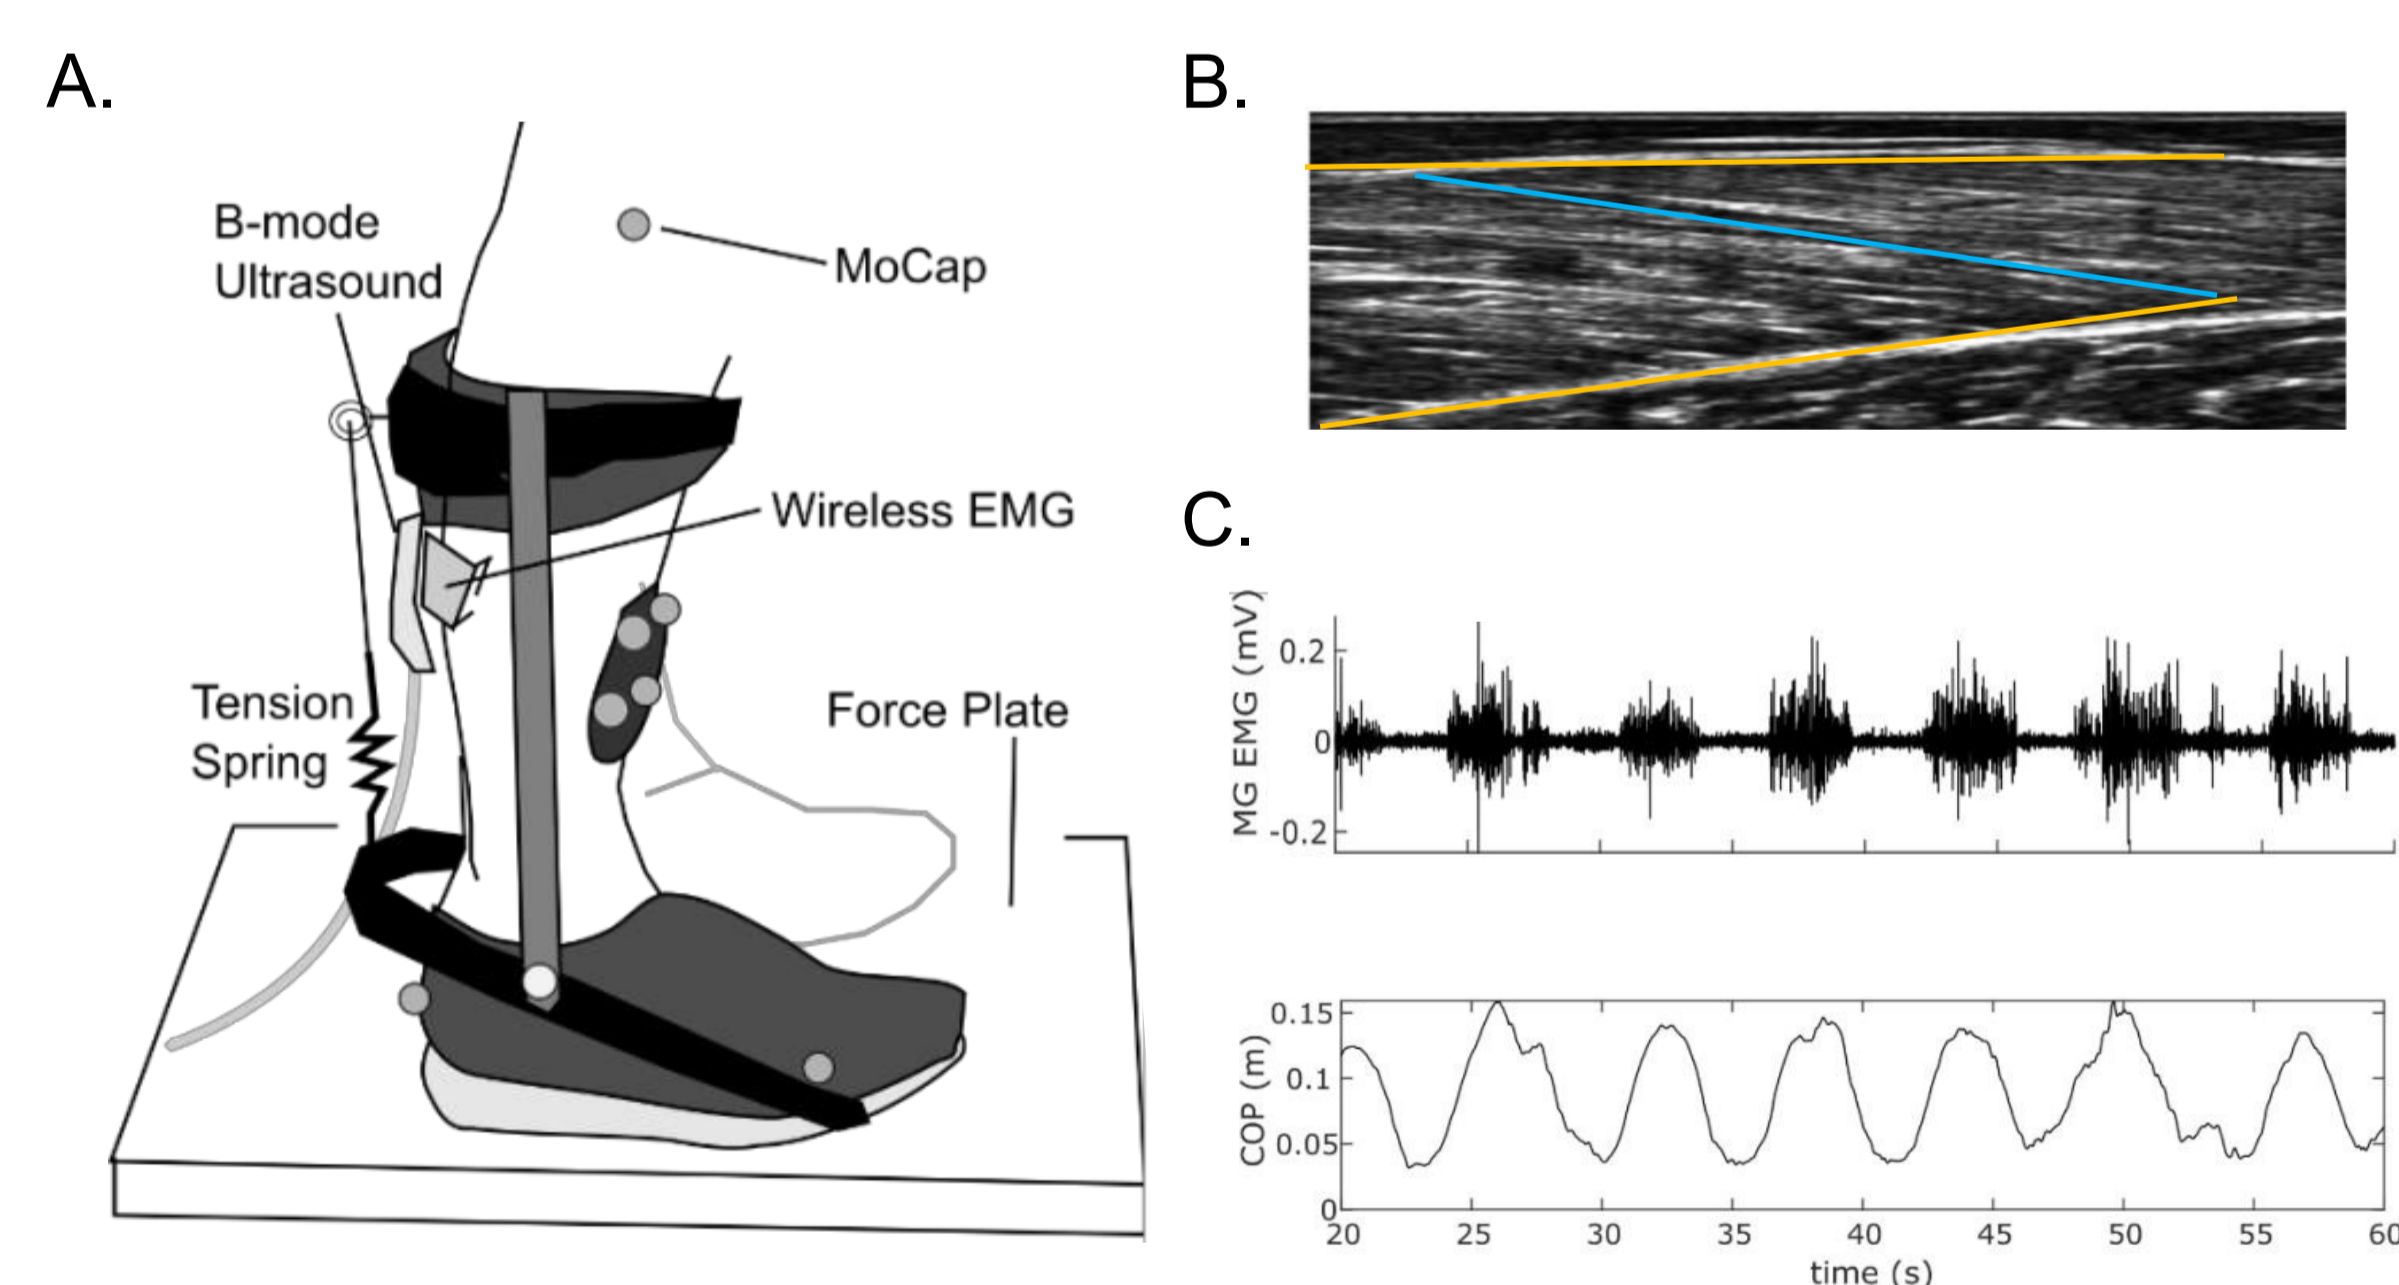 A.
B-mode
Ultrasound
MoCap
Wireless EMG
Tension
Spring
Force Plate
B.
C.
MG EMG (mV)
0.2
0
-0.2
COP (m)
0.15
0.1
0.05
0
20 25 30 35 40 45 50 55 60
time (s)